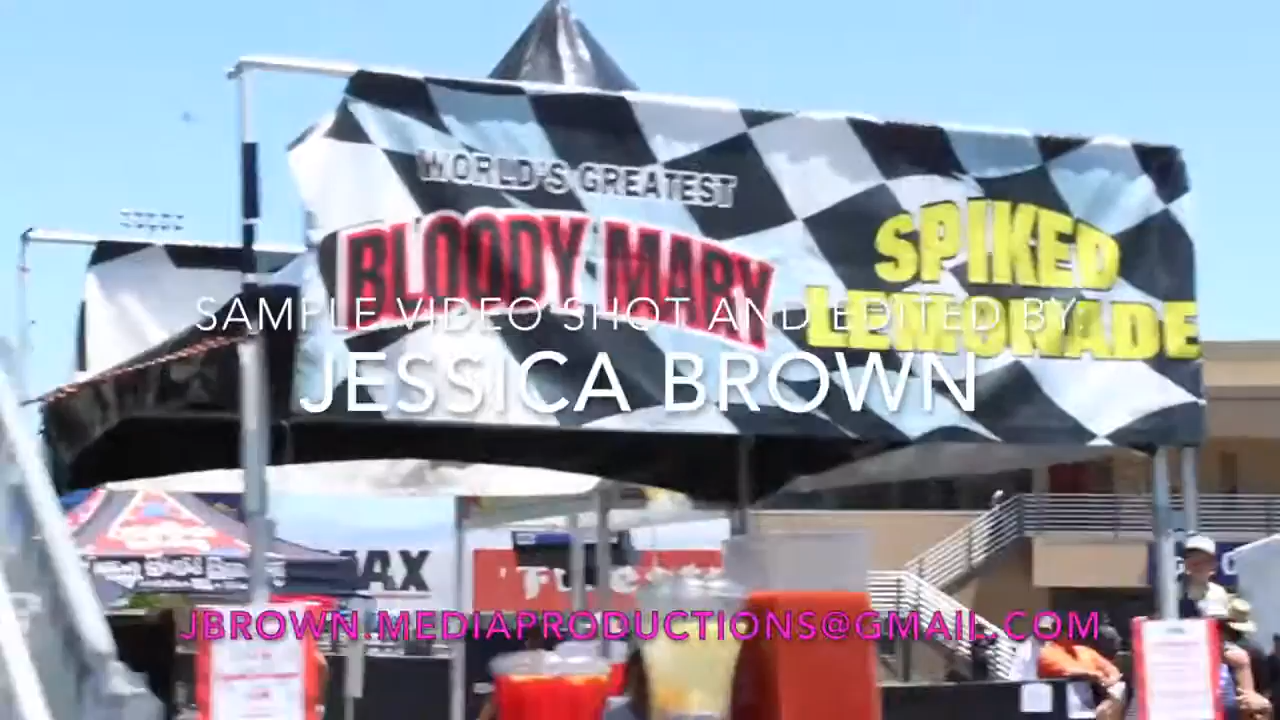 WORLD'S GREATEST
BLOODY MARY
SPIKED
LEMONADE
SAMPLE VIDEO SHOT AND EDITED BY:
JESSICA BROWN
JBROWN.MEDIAPRODUCTIONS@GMAIL.COM